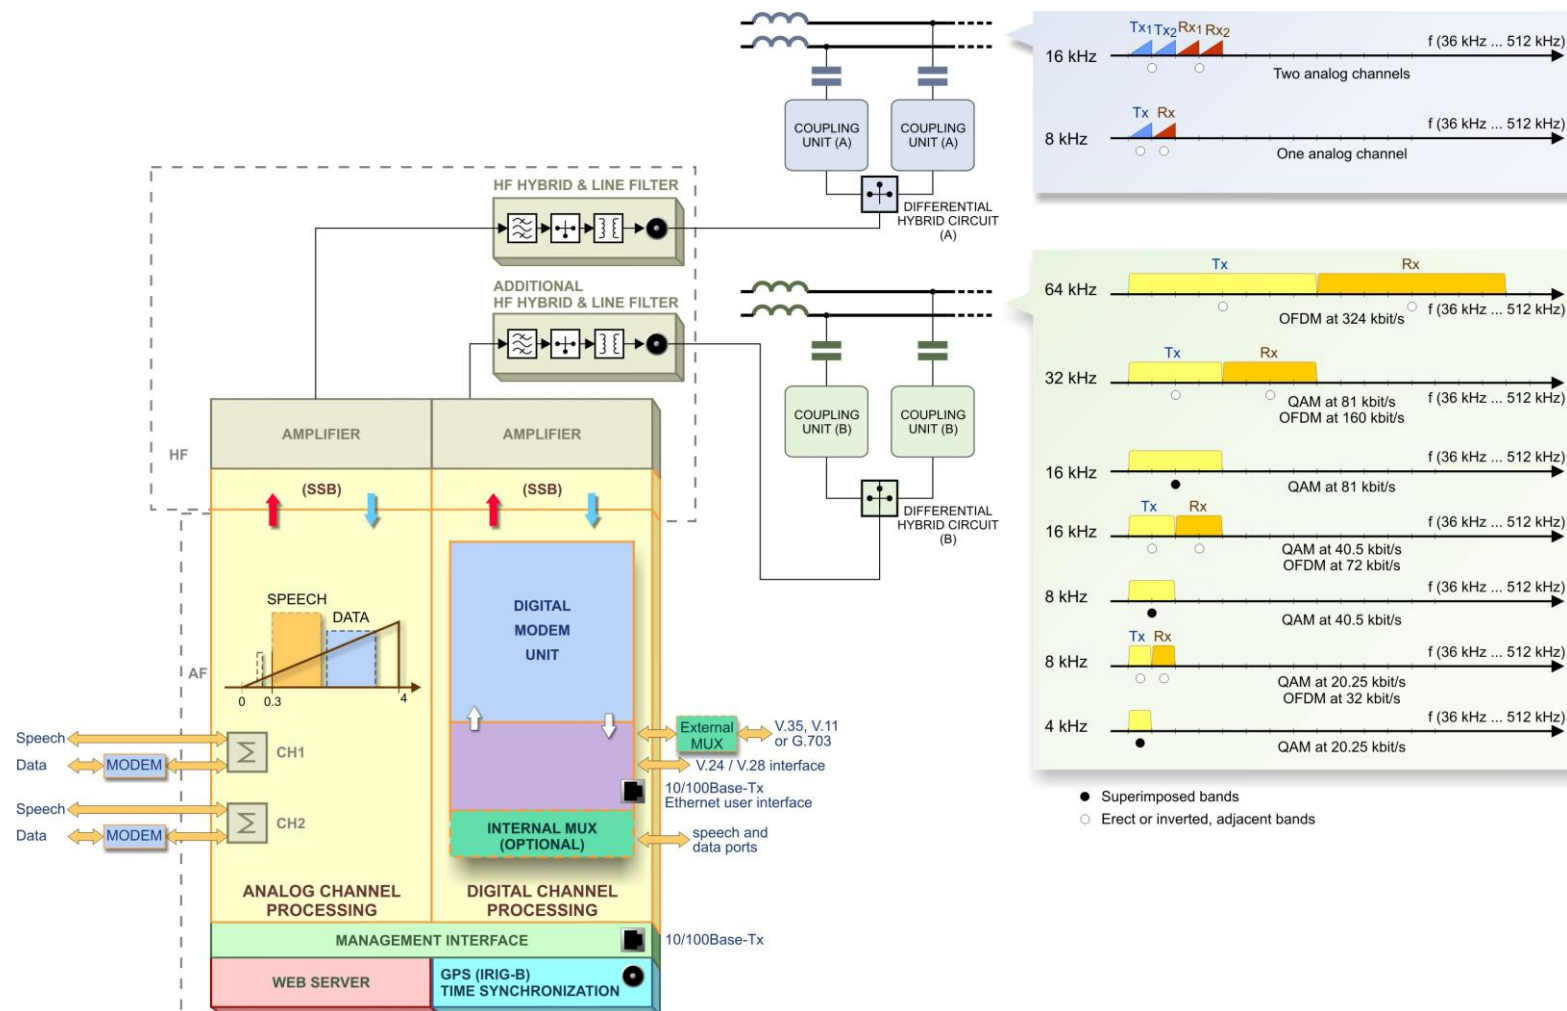 Tx1 Tx2 Rx1 Rx2
16 kHz
f (36 kHz ... 512 kHz)
Two analog channels
Tx Rx
8 kHz
f (36 kHz ... 512 kHz)
One analog channel
COUPLING
UNIT (A)
COUPLING
UNIT (A)
DIFFERENTIAL
HYBRID CIRCUIT
(A)
HF HYBRID & LINE FILTER
ADDITIONAL
HF HYBRID & LINE FILTER
COUPLING
UNIT (B)
COUPLING
UNIT (B)
DIFFERENTIAL
HYBRID CIRCUIT
(B)
Tx Rx
64 kHz
f (36 kHz ... 512 kHz)
OFDM at 324 kbit/s
Tx Rx
32 kHz
f (36 kHz ... 512 kHz)
QAM at 81 kbit/s
OFDM at 160 kbit/s
16 kHz
f (36 kHz ... 512 kHz)
QAM at 81 kbit/s
Tx Rx
16 kHz
f (36 kHz ... 512 kHz)
QAM at 40.5 kbit/s
OFDM at 72 kbit/s
8 kHz
f (36 kHz ... 512 kHz)
QAM at 40.5 kbit/s
Tx Rx
8 kHz
f (36 kHz ... 512 kHz)
QAM at 20.25 kbit/s
OFDM at 32 kbit/s
4 kHz
f (36 kHz ... 512 kHz)
QAM at 20.25 kbit/s
Superimposed bands
Erect or inverted, adjacent bands
HF
AMPLIFIER
AMPLIFIER
(SSB)
(SSB)
AF
SPEECH
DATA
0 0.3 4
DIGITAL
MODEM
UNIT
Speech
Data
MODEM
Σ
CH1
Speech
Data
MODEM
Σ
CH2
External
MUX
V.35, V.11
or G.703
V.24 / V.28 interface
10/100Base-Tx
Ethernet user interface
INTERNAL MUX
(OPTIONAL)
speech and
data ports
ANALOG CHANNEL
PROCESSING
DIGITAL CHANNEL
PROCESSING
MANAGEMENT INTERFACE
10/100Base-Tx
WEB SERVER
GPS (IRIG-B)
TIME SYNCHRONIZATION